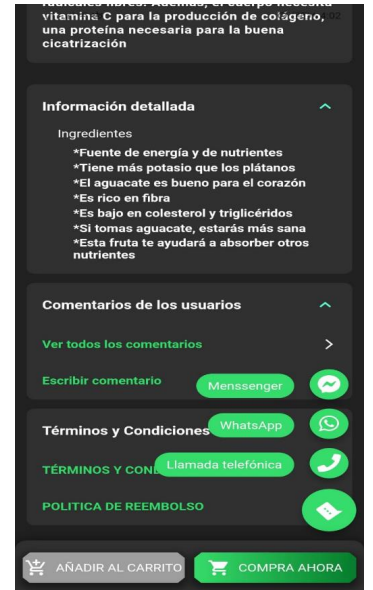 radicales libres. Además, el cuerpo necesita
vitamina C para la producción de colágeno,
una proteína necesaria para la buena
cicatrización
Información detallada
Ingredientes
*Fuente de energía y de nutrientes
*Tiene más potasio que los plátanos
*El aguacate es bueno para el corazón
*Es rico en fibra
*Es bajo en colesterol y triglicéridos
*Si tomas aguacate, estarás más sana
*Esta fruta te ayudará a absorber otros
nutrientes
Comentarios de los usuarios
Ver todos los comentarios
Escribir comentario
Menssenger
Términos y Condiciones
WhatsApp
TÉRMINOS Y CON
Llamada telefónica
POLITICA DE REEMBOLSO
AÑADIR AL CARRITO
COMPRA AHORA